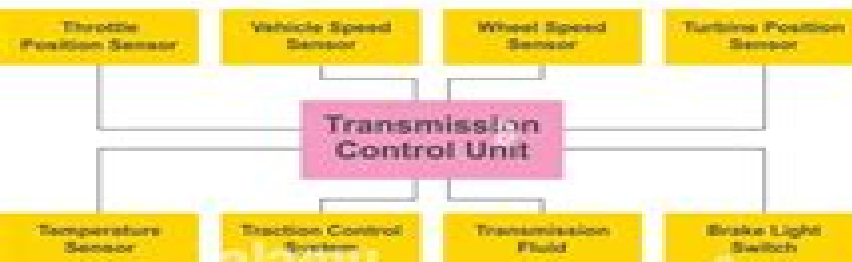 Throttle
Position Sensor
Vehicle Speed
Sensor
Wheel Speed
Sensor
Turbine Position
Sensor
Transmission
Control Unit
Temperature
Sensor
Traction Control
System
Transmission
Fluid
Brake Light
Switch